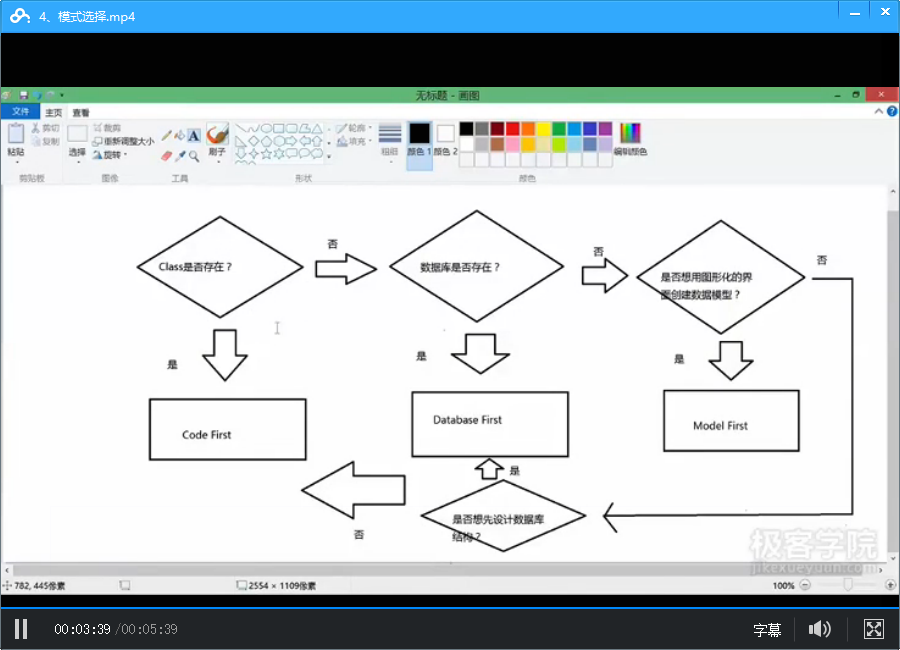 4、模式选择.mp4
无标题 - 画图
文件 主页 查看
粘贴
剪切
复制
选择
裁剪
重新调整大小
旋转
A
刷子
轮廓
填充
粗细
颜色 1
颜色 2
编辑颜色
剪贴板
图像
工具
形状
颜色
Class是否存在？
否
数据库是否存在？
否
是否想用图形化的界
面创建数据模型？
否
是
是
是
Code First
Database First
Model First
是
是否想先设计数据库
结构？
否
极客学院
jikexueyuan.com
782, 445像素
2554 × 1109像素
100%
00:03:39 /00:05:39
字幕